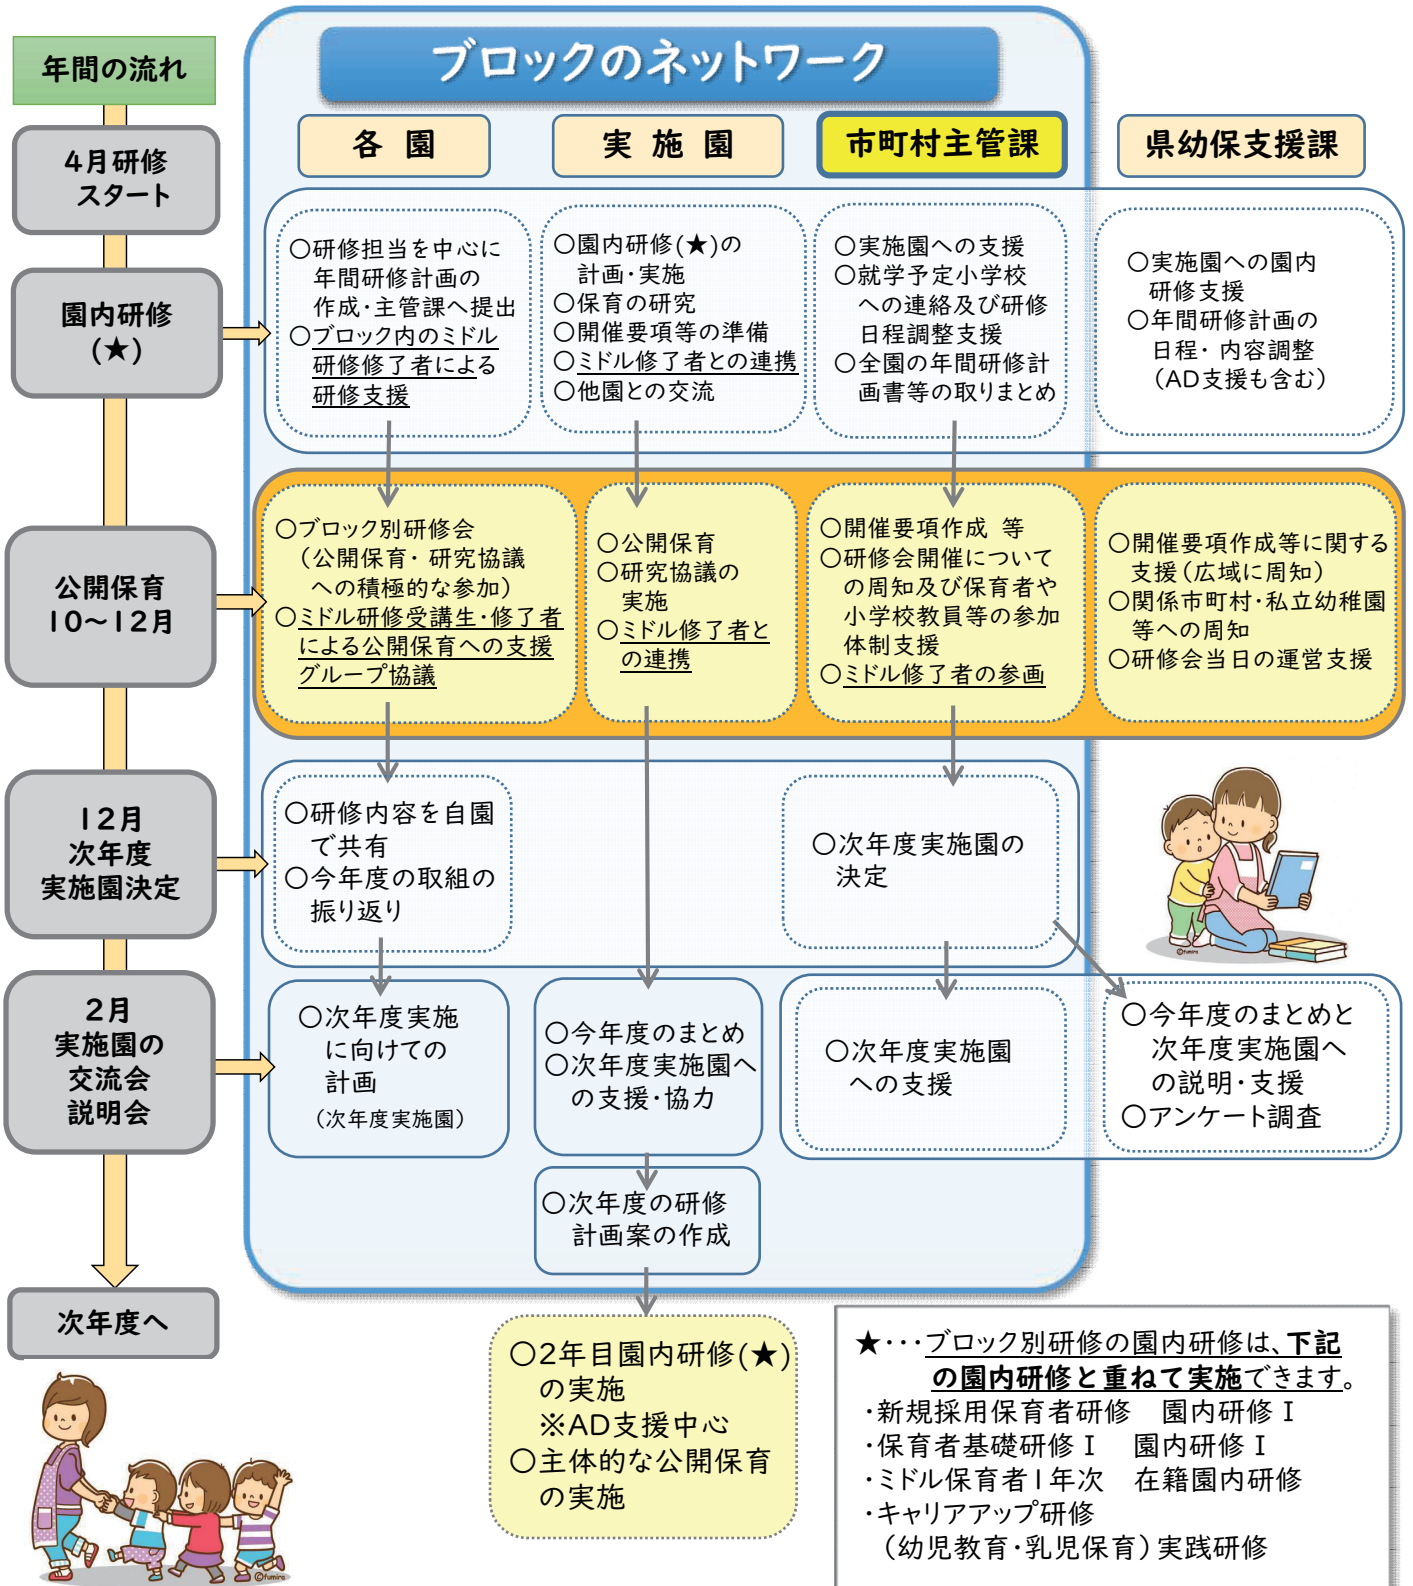 ブロックのネットワーク
年間の流れ
各 園
実 施 園
市町村主管課
県幼保支援課
4月研修
スタート
園内研修
(★)
○研修担当を中心に
年間研修計画の
作成・主管課へ提出
○ブロック内のミドル
研修修了者による
研修支援
○園内研修(★)の
計画・実施
○保育の研究
○開催要項等の準備
○ミドル修了者との連携
○他園との交流
○実施園への支援
○就学予定小学校
への連絡及び研修
日程調整支援
○全園の年間研修計
画書等の取りまとめ
○実施園への園内
研修支援
○年間研修計画の
日程・ 内容調整
(AD支援も含む)
公開保育
10～12月
○ブロック別研修会
(公開保育・ 研究協議
への積極的な参加)
○ミドル研修受講生・修了者
による公開保育への支援
グループ協議
○公開保育
○研究協議の
実施
○ミドル修了者と
の連携
○開催要項作成 等
○研修会開催について
の周知及び保育者や
小学校教員等の参加
体制支援
○ミドル修了者の参画
○開催要項作成等に関する
支援(広域に周知)
○関係市町村・私立幼稚園
等への周知
○研修会当日の運営支援
12月
次年度
実施園決定
○研修内容を自園
で共有
○今年度の取組の
振り返り
○次年度実施園の
決定
©fumira
2月
実施園の
交流会
説明会
○次年度実施
に向けての
計画
(次年度実施園)
○今年度のまとめ
○次年度実施園へ
の支援・協力
○次年度実施園
への支援
○今年度のまとめと
次年度実施園へ
の説明・支援
○アンケート調査
○次年度の研修
計画案の作成
次年度へ
○2年目園内研修(★)
の実施
※AD支援中心
○主体的な公開保育
の実施
★・・・ブロック別研修の園内研修は、下記
の園内研修と重ねて実施できます。
・新規採用保育者研修　園内研修Ⅰ
・保育者基礎研修Ⅰ　園内研修Ⅰ
・ミドル保育者1年次　在籍園内研修
・キャリアアップ研修
(幼児教育・乳児保育)実践研修
©fumira